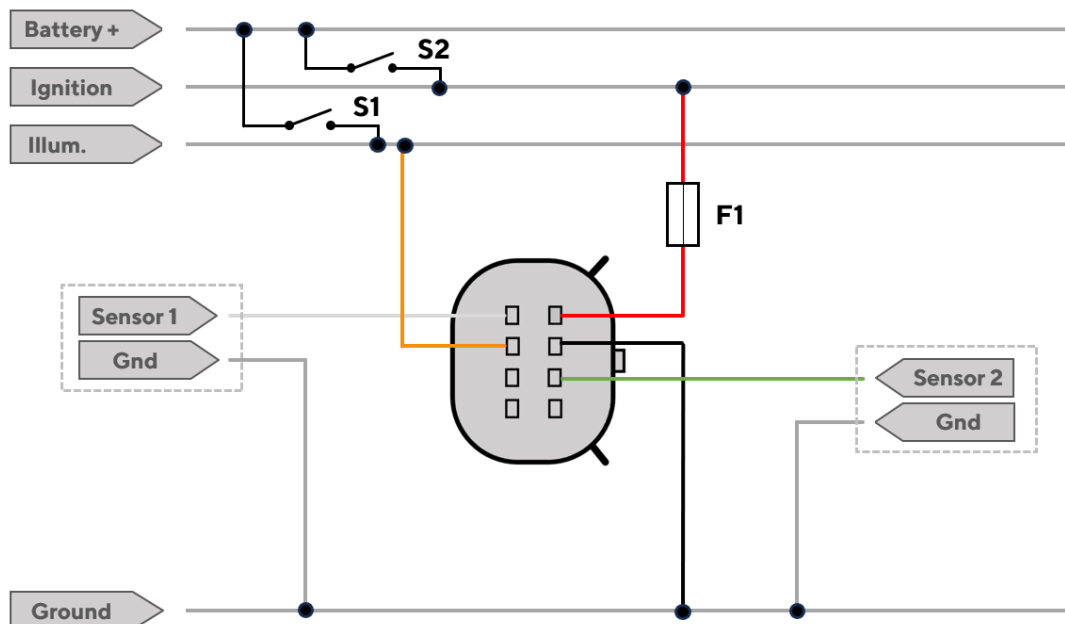 Battery +
S2
Ignition
S1
Illum.
F1
Sensor 1
Gnd
Sensor 2
Gnd
Ground